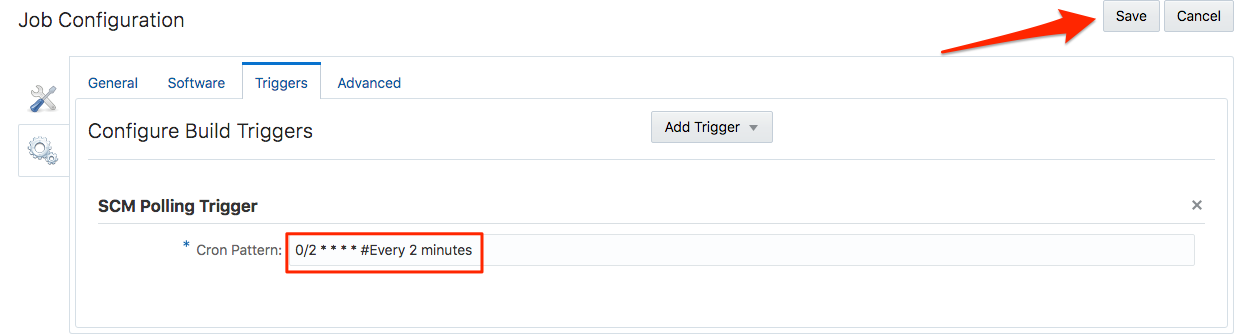 Job Configuration
Save Cancel
General Software Triggers Advanced
Configure Build Triggers
Add Trigger
SCM Polling Trigger
* Cron Pattern: 0/2 * * * * #Every 2 minutes